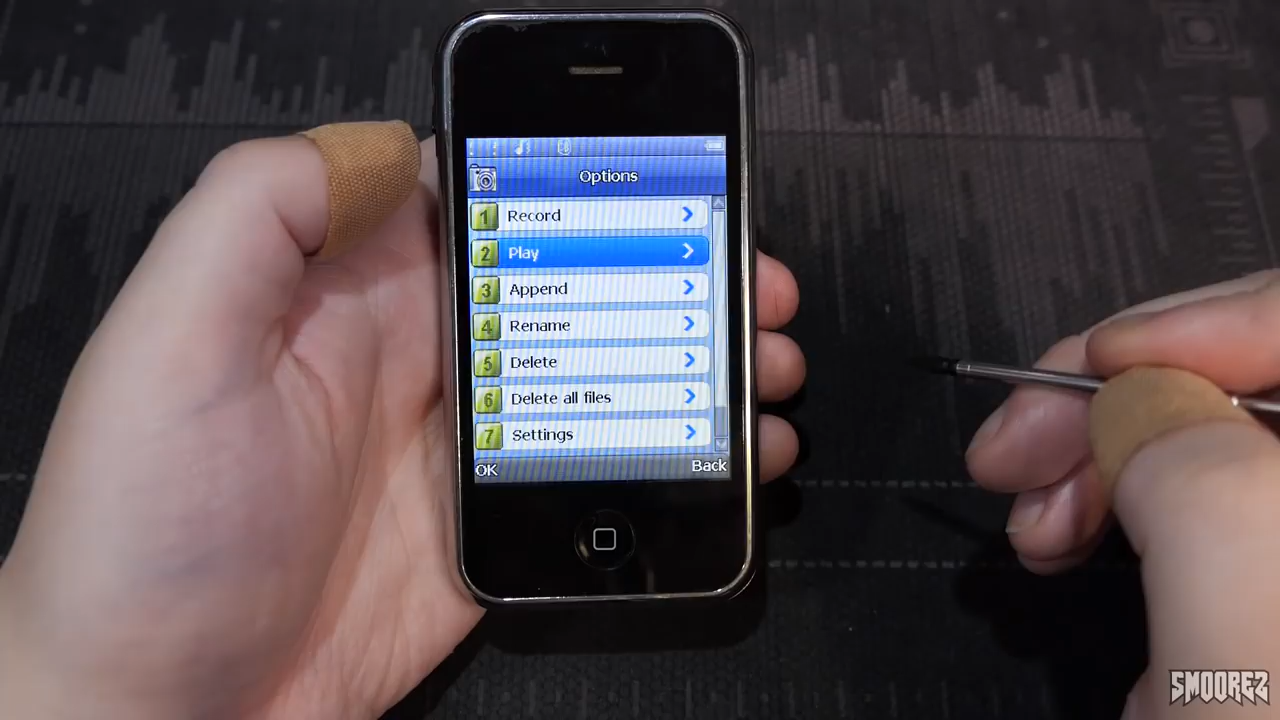 Options
1 Record
2 Play
3 Append
4 Rename
5 Delete
6 Delete all files
7 Settings
OK Back
SMOOREZ